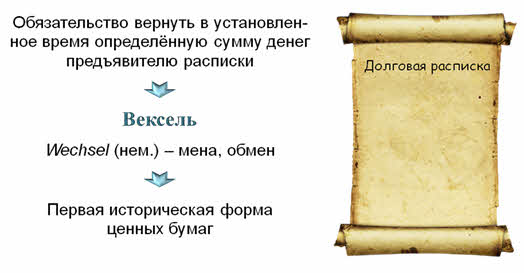 Обязательство вернуть в установлен-
ное время определённую сумму денег
предъявителю расписки
Вексель
Wechsel (нем.) – мена, обмен
Первая историческая форма
ценных бумаг
Долговая расписка